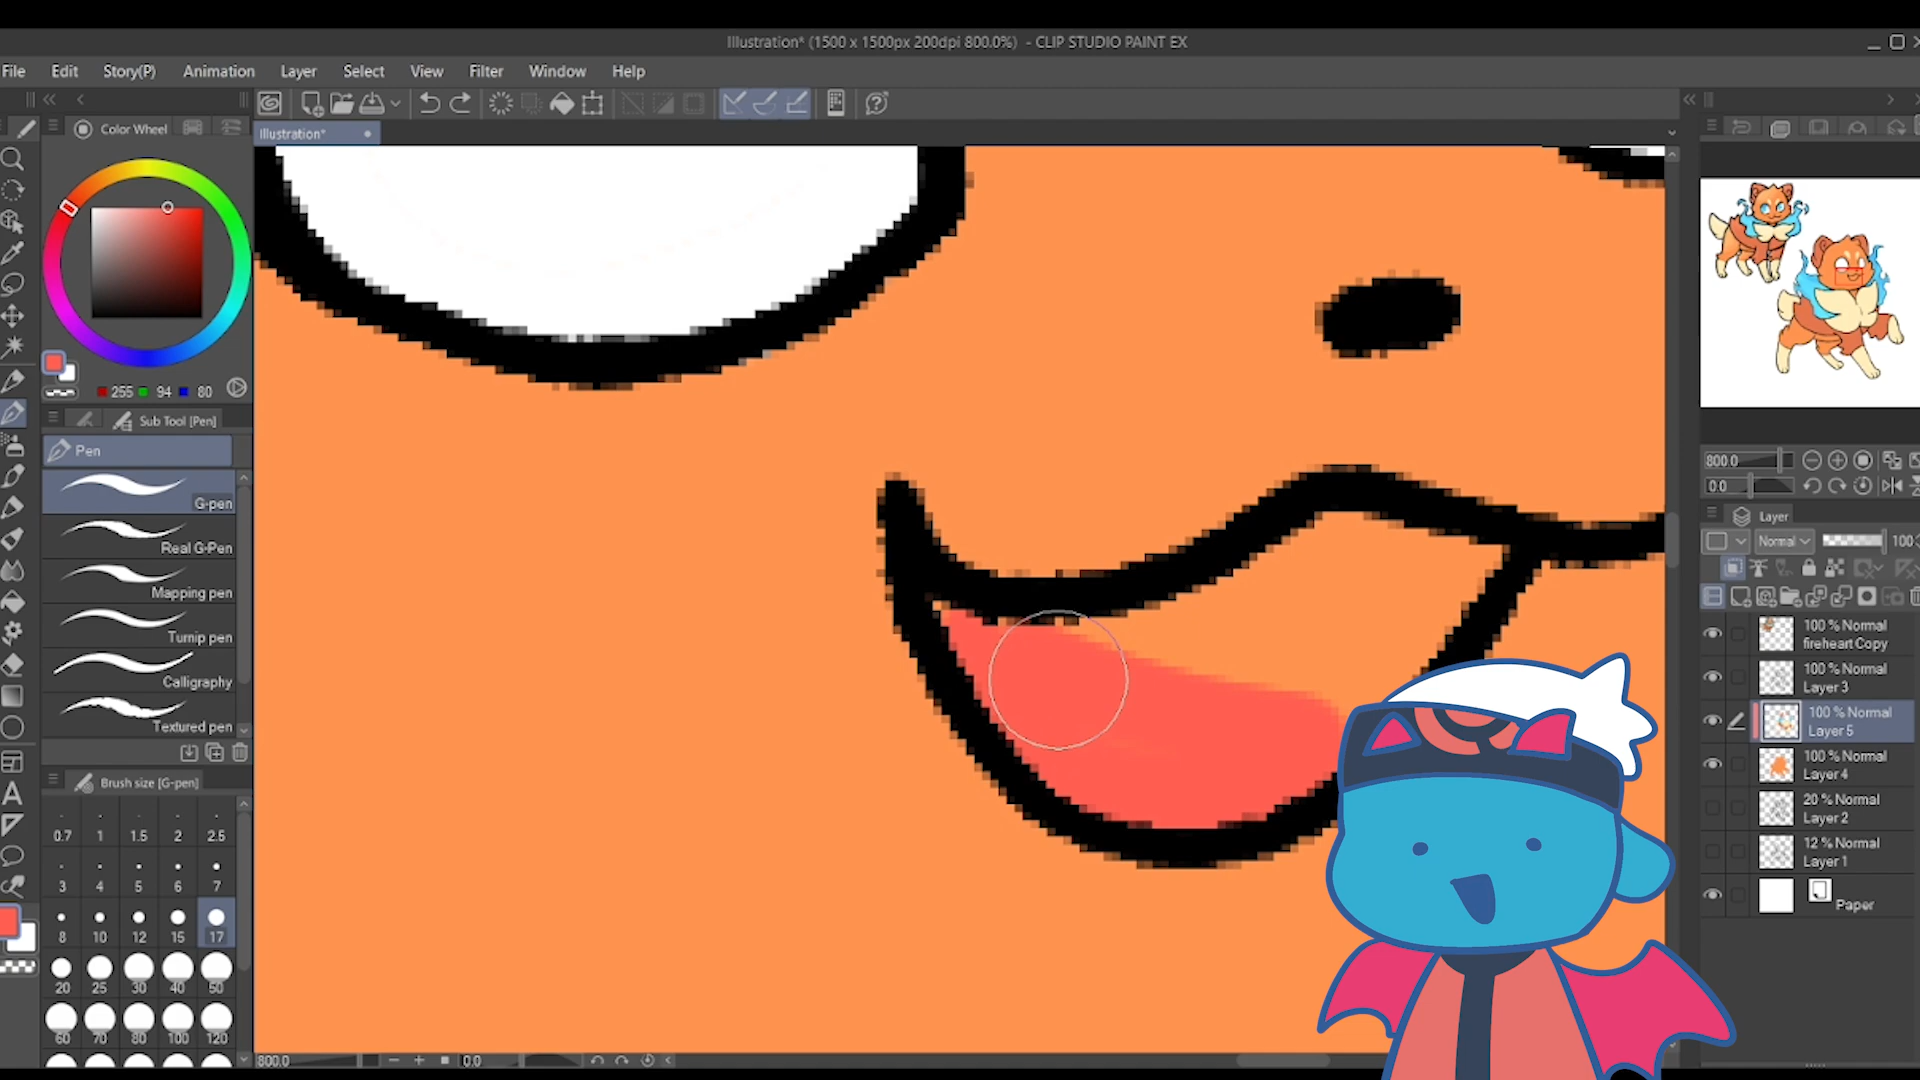 Illustration* (1500 x 1500px 200dpi 800.0%) - CLIP STUDIO PAINT EX
File Edit Story(P) Animation Layer Select View Filter Window Help
Color Wheel
Illustration*
255 94 80
Sub Tool [Pen]
Pen
G-pen
Real G-Pen
Mapping pen
Turnip pen
Calligraphy
Textured pen
Brush size [G-pen]
0.7 1 1.5 2 2.5
3 4 5 6 7
8 10 12 15 17
20 25 30 40 50
60 70 80 100 120
800.0 0.0
800.0
0.0
Layer
Normal 100
100 % Normal
fireheart Copy
100 % Normal
Layer 3
100 % Normal
Layer 5
100 % Normal
Layer 4
20 % Normal
Layer 2
12 % Normal
Layer 1
Paper